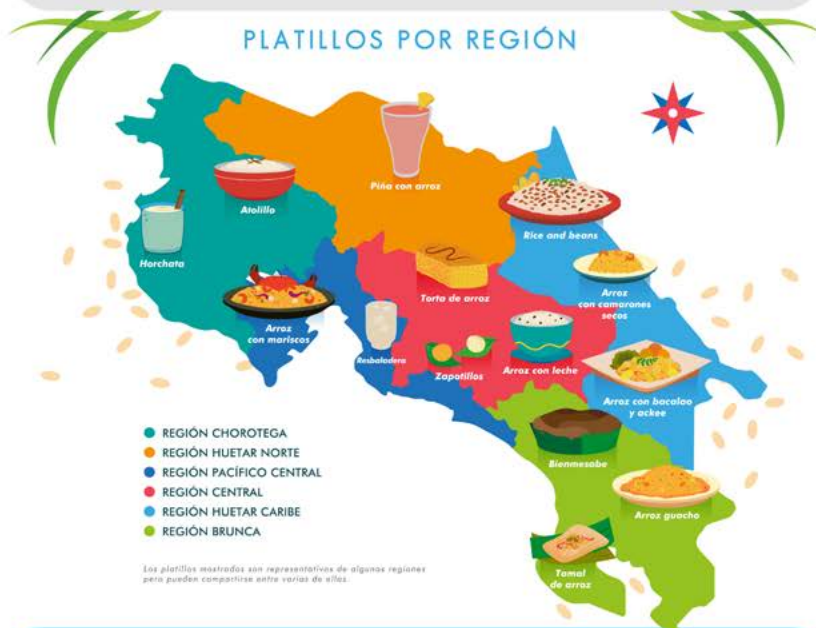 PLATILLOS POR REGIÓN
Piña con arroz
Atolillo
Rice and beans
Horchata
Torta de arroz
Arroz
con camarones
secos
Arroz
con mariscos
Resbaladera
Zapotillos
Arroz con leche
Arroz con bacalao
y ackee
REGIÓN CHOROTEGA
REGIÓN HUETAR NORTE
REGIÓN PACÍFICO CENTRAL
REGIÓN CENTRAL
REGIÓN HUETAR CARIBE
REGIÓN BRUNCA
Bienmesabe
Arroz guacho
Tamal
de arroz
Los platillos mostrados son representativos de algunas regiones
pero pueden compartirse entre varias de ellas.